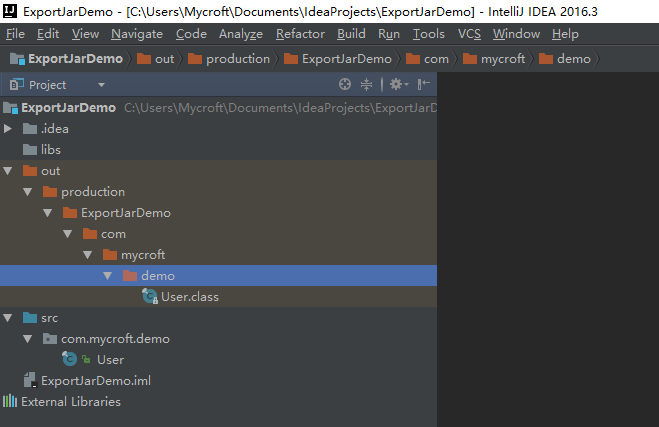 ExportJarDemo - [C:\Users\Mycroft\Documents\IdeaProjects\ExportJarDemo] - IntelliJ IDEA 2016.3
File Edit View Navigate Code Analyze Refactor Build Run Tools VCS Window Help
ExportJarDemo out production ExportJarDemo com mycroft demo
Project
ExportJarDemo C:\Users\Mycroft\Documents\IdeaProjects\ExportJarD
.idea
libs
out
production
ExportJarDemo
com
mycroft
demo
User.class
src
com.mycroft.demo
User
ExportJarDemo.iml
External Libraries